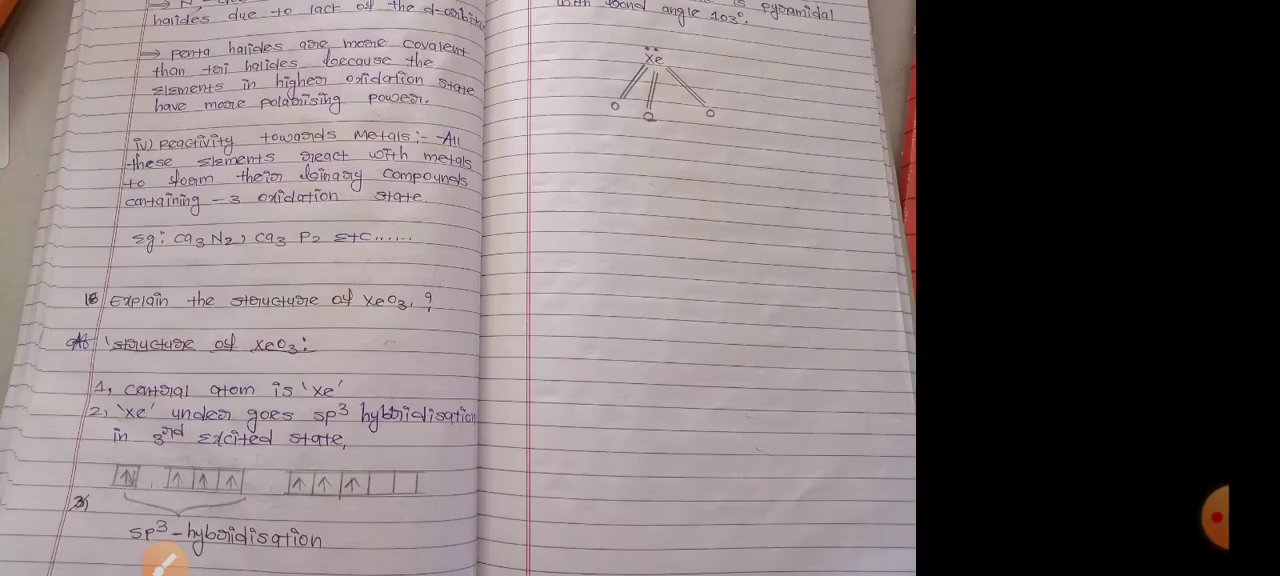 halides due to lack of the d-orbital
→ penta halides are more covalent
than tri halides because the
elements in higher oxidation state
have more polarising power.
iv) Reactivity towards metals:- All
these elements react with metals
to form their binary compounds
containing -3 oxidation state
Eg: Ca3 N2, Ca3 P2 etc......
18 Explain the structure of XeO3. ?
A) structure of XeO3:
1, central atom is 'Xe'
2, 'Xe' under goes sp³ hybridisation
in 3rd excited state,
3)
sp³-hybridisation
is pyramidal
with bond angle 103°.
Xe
O O O